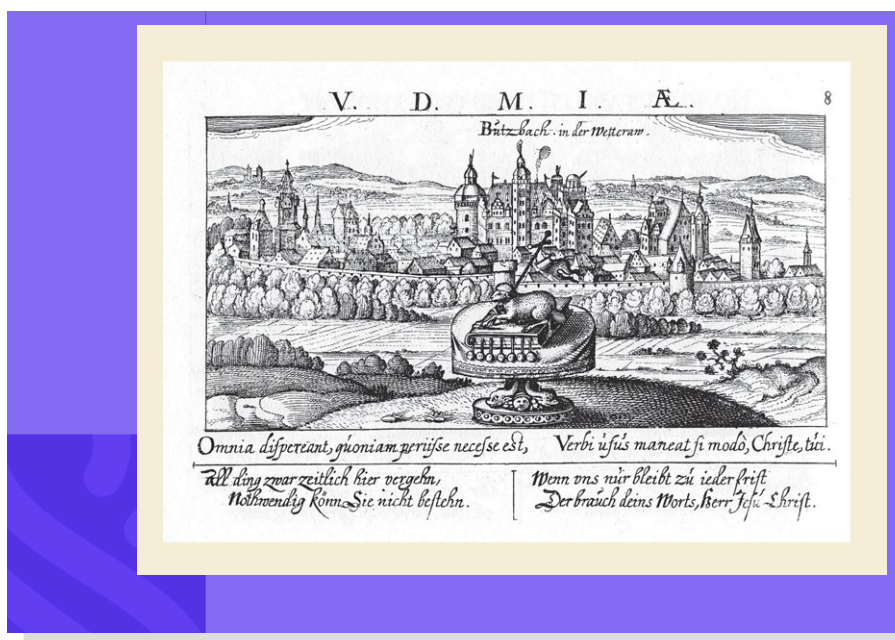 V. D. M. I. Æ. 8
Butzbach. in der Wetteraw.
Omnia dispereant, quoniam periisse necesse est, Verbi usus maneat si modò, Christe, tui.
All ding zwar zeitlich hier vergehn,
Nothwendig könn Sie nicht bestehn.
Wenn vns nur bleibt zu ieder frist
Der brauch deins Worts, Herr Jesu Christ.